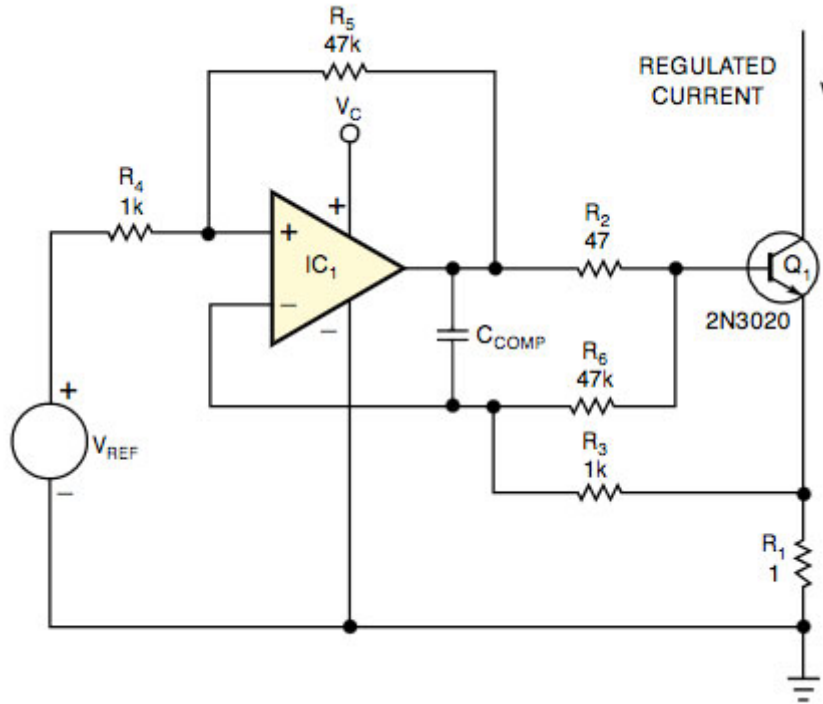 R5
47k
REGULATED
CURRENT
VC
R4
1k
+
+
IC1
−
−
R2
47
Q1
2N3020
CCOMP
R6
47k
+
VREF
−
R3
1k
R1
1